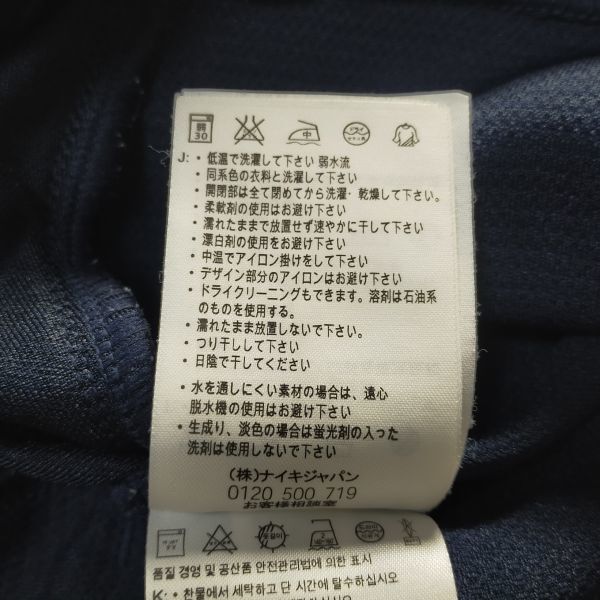 弱
30
中
ドライ
J: ・低温で洗濯して下さい 弱水流
・同系色の衣料と洗濯して下さい
・開閉部は全て閉めてから洗濯・乾燥して下さい。
・柔軟剤の使用はお避け下さい
・濡れたままで放置せず速やかに干して下さい
・漂白剤の使用をお避け下さい
・中温でアイロン掛けをして下さい
・デザイン部分のアイロンはお避け下さい
・ドライクリーニングもできます。溶剤は石油系
のものを使用する。
・濡れたまま放置しないで下さい。
・つり干しして下さい
・日陰で干してください
・水を通しにくい素材の場合は、遠心
脱水機の使用はお避け下さい
・生成り、淡色の場合は蛍光剤の入った
洗剤は使用しないで下さい
(株)ナイキジャパン
0120 500 719
お客様相談室
품질 경영 및 공산품 안전관리법에 의한 표시
K: ・찬물에서 세탁하고 단 시간에 탈수하십시오